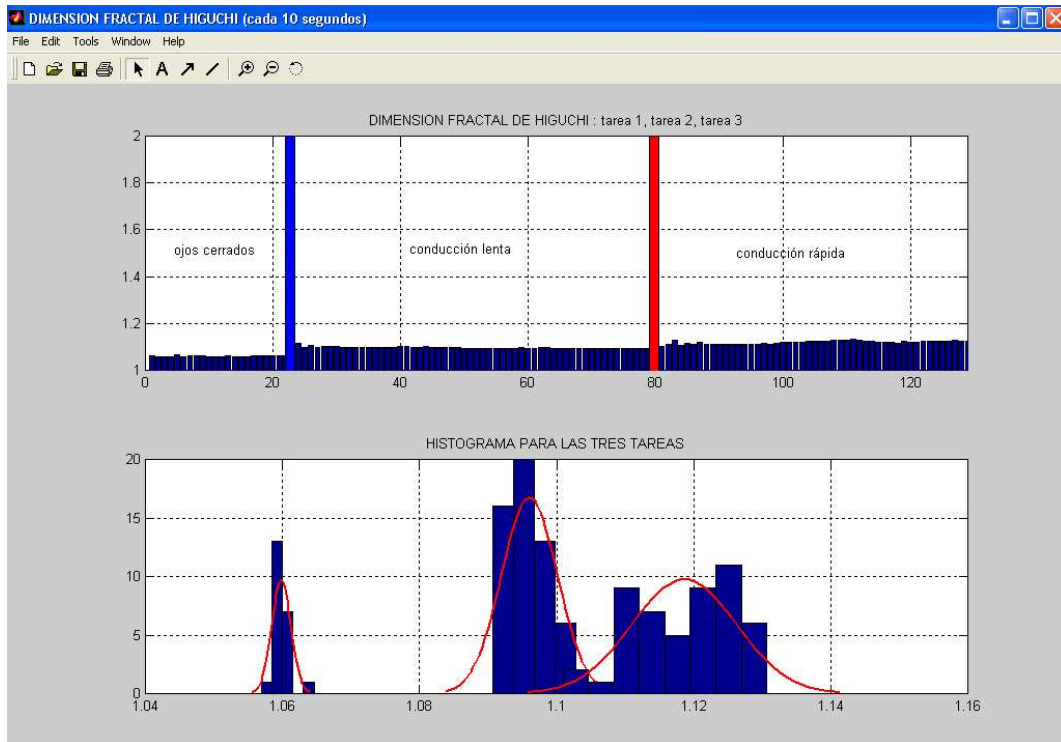 DIMENSION FRACTAL DE HIGUCHI (cada 10 segundos)
File Edit Tools Window Help
A
DIMENSION FRACTAL DE HIGUCHI : tarea 1, tarea 2, tarea 3
2
1.8
1.6
1.4
1.2
1
ojos cerrados
conducción lenta
conducción rápida
0 20 40 60 80 100 120
HISTOGRAMA PARA LAS TRES TAREAS
20
15
10
5
0
1.04 1.06 1.08 1.1 1.12 1.14 1.16